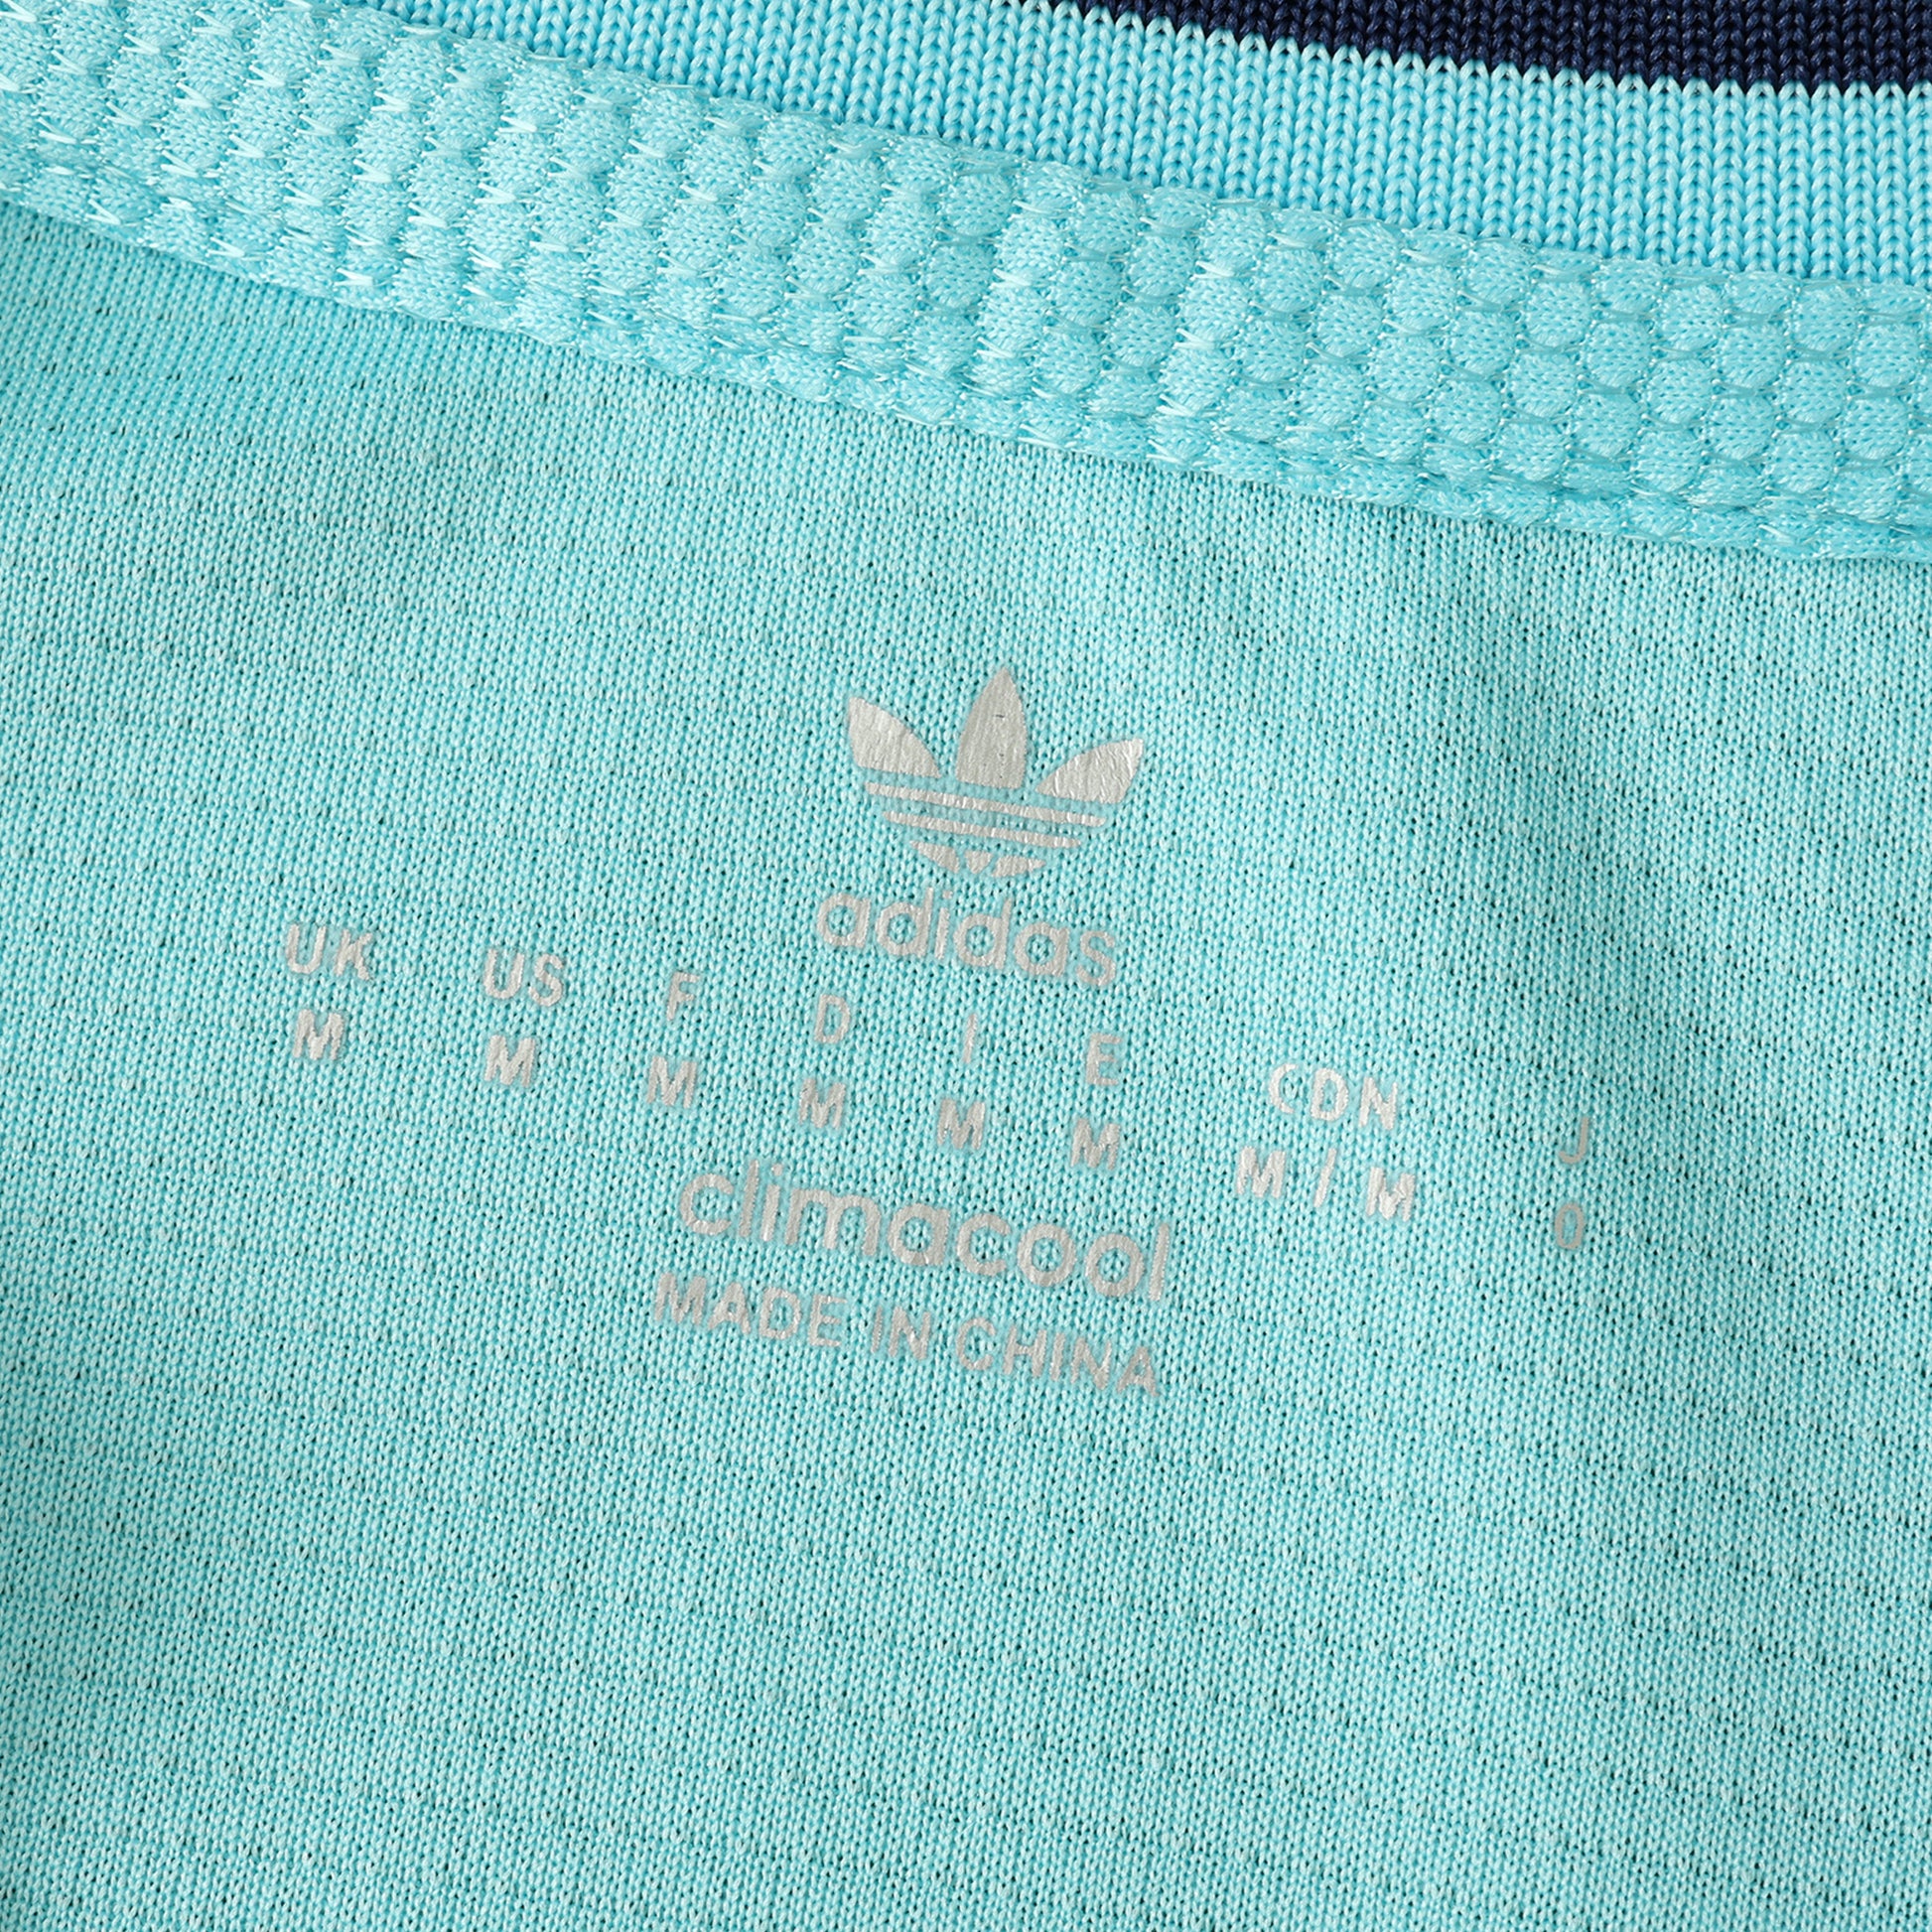 adidas
UK US F D I E CDN J
M M M M M M M/M O
climacool
MADE IN CHINA